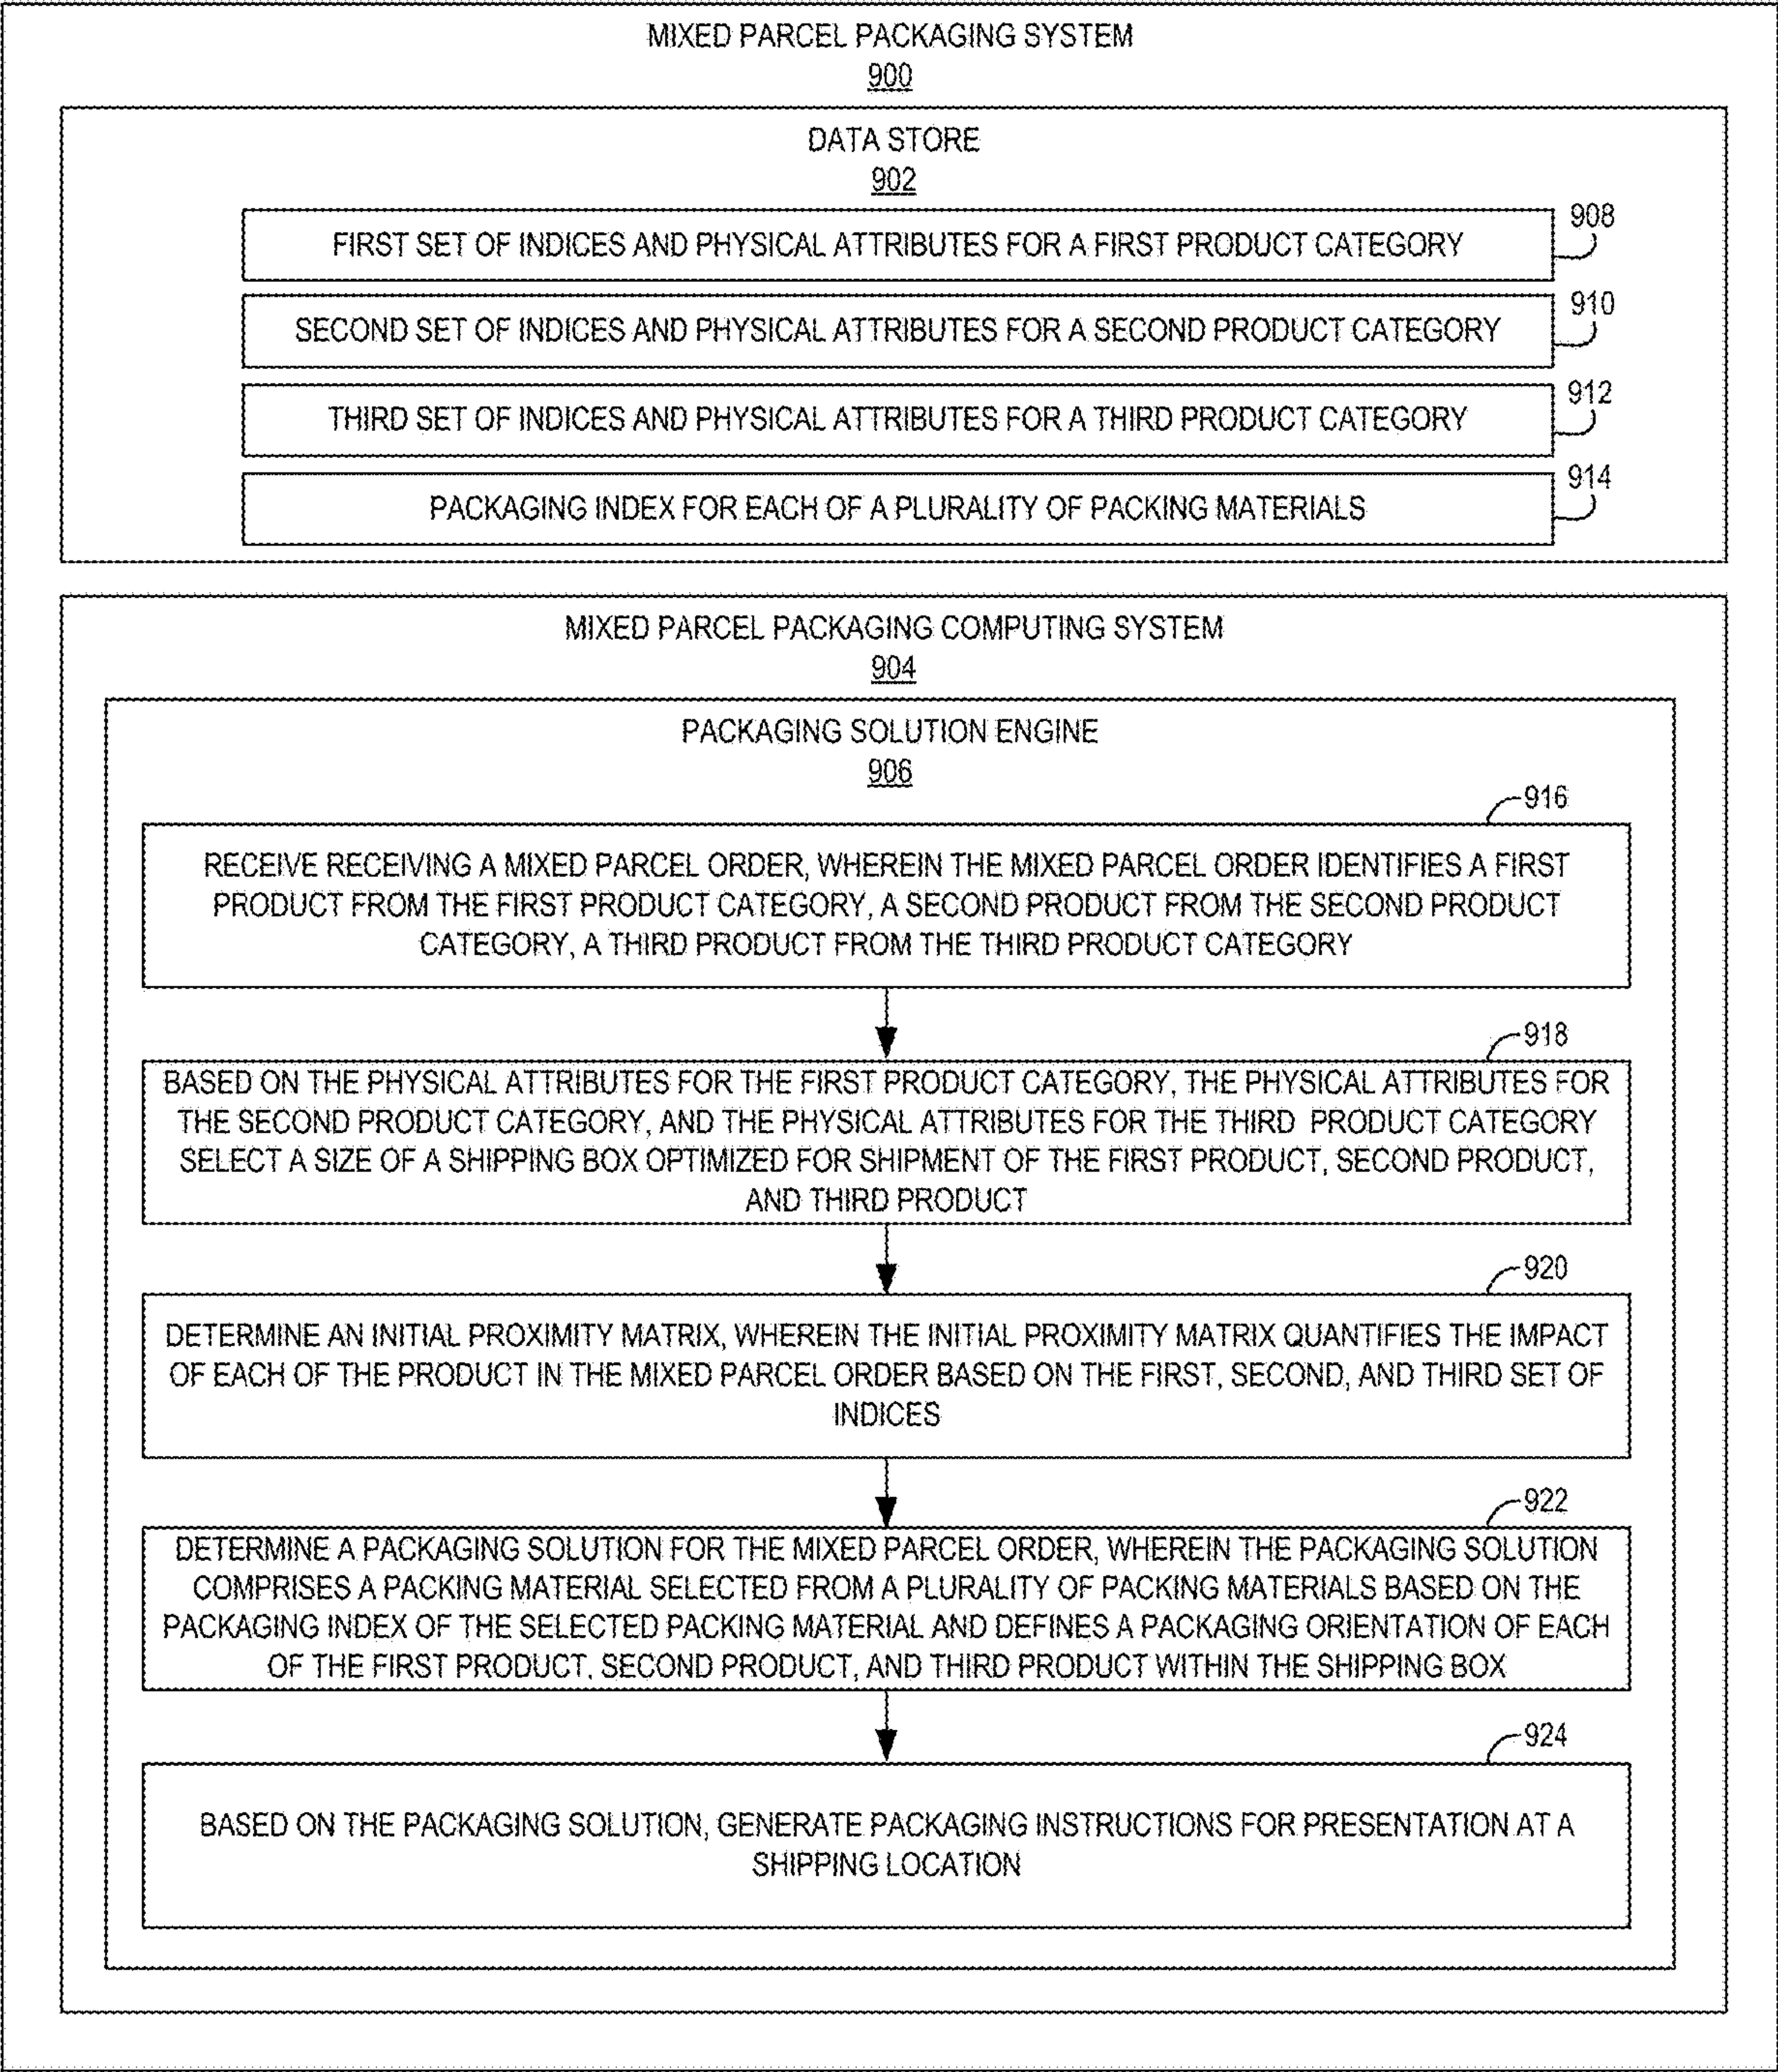 MIXED PARCEL PACKAGING SYSTEM
900
DATA STORE
902
908
FIRST SET OF INDICES AND PHYSICAL ATTRIBUTES FOR A FIRST PRODUCT CATEGORY
910
SECOND SET OF INDICES AND PHYSICAL ATTRIBUTES FOR A SECOND PRODUCT CATEGORY
912
THIRD SET OF INDICES AND PHYSICAL ATTRIBUTES FOR A THIRD PRODUCT CATEGORY
914
PACKAGING INDEX FOR EACH OF A PLURALITY OF PACKING MATERIALS
MIXED PARCEL PACKAGING COMPUTING SYSTEM
904
PACKAGING SOLUTION ENGINE
906
916
RECEIVE RECEIVING A MIXED PARCEL ORDER, WHEREIN THE MIXED PARCEL ORDER IDENTIFIES A FIRST
PRODUCT FROM THE FIRST PRODUCT CATEGORY, A SECOND PRODUCT FROM THE SECOND PRODUCT
CATEGORY, A THIRD PRODUCT FROM THE THIRD PRODUCT CATEGORY
918
BASED ON THE PHYSICAL ATTRIBUTES FOR THE FIRST PRODUCT CATEGORY, THE PHYSICAL ATTRIBUTES FOR
THE SECOND PRODUCT CATEGORY, AND THE PHYSICAL ATTRIBUTES FOR THE THIRD PRODUCT CATEGORY
SELECT A SIZE OF A SHIPPING BOX OPTIMIZED FOR SHIPMENT OF THE FIRST PRODUCT, SECOND PRODUCT,
AND THIRD PRODUCT
920
DETERMINE AN INITIAL PROXIMITY MATRIX, WHEREIN THE INITIAL PROXIMITY MATRIX QUANTIFIES THE IMPACT
OF EACH OF THE PRODUCT IN THE MIXED PARCEL ORDER BASED ON THE FIRST, SECOND, AND THIRD SET OF
INDICES
922
DETERMINE A PACKAGING SOLUTION FOR THE MIXED PARCEL ORDER, WHEREIN THE PACKAGING SOLUTION
COMPRISES A PACKING MATERIAL SELECTED FROM A PLURALITY OF PACKING MATERIALS BASED ON THE
PACKAGING INDEX OF THE SELECTED PACKING MATERIAL AND DEFINES A PACKAGING ORIENTATION OF EACH
OF THE FIRST PRODUCT, SECOND PRODUCT, AND THIRD PRODUCT WITHIN THE SHIPPING BOX
924
BASED ON THE PACKAGING SOLUTION, GENERATE PACKAGING INSTRUCTIONS FOR PRESENTATION AT A
SHIPPING LOCATION